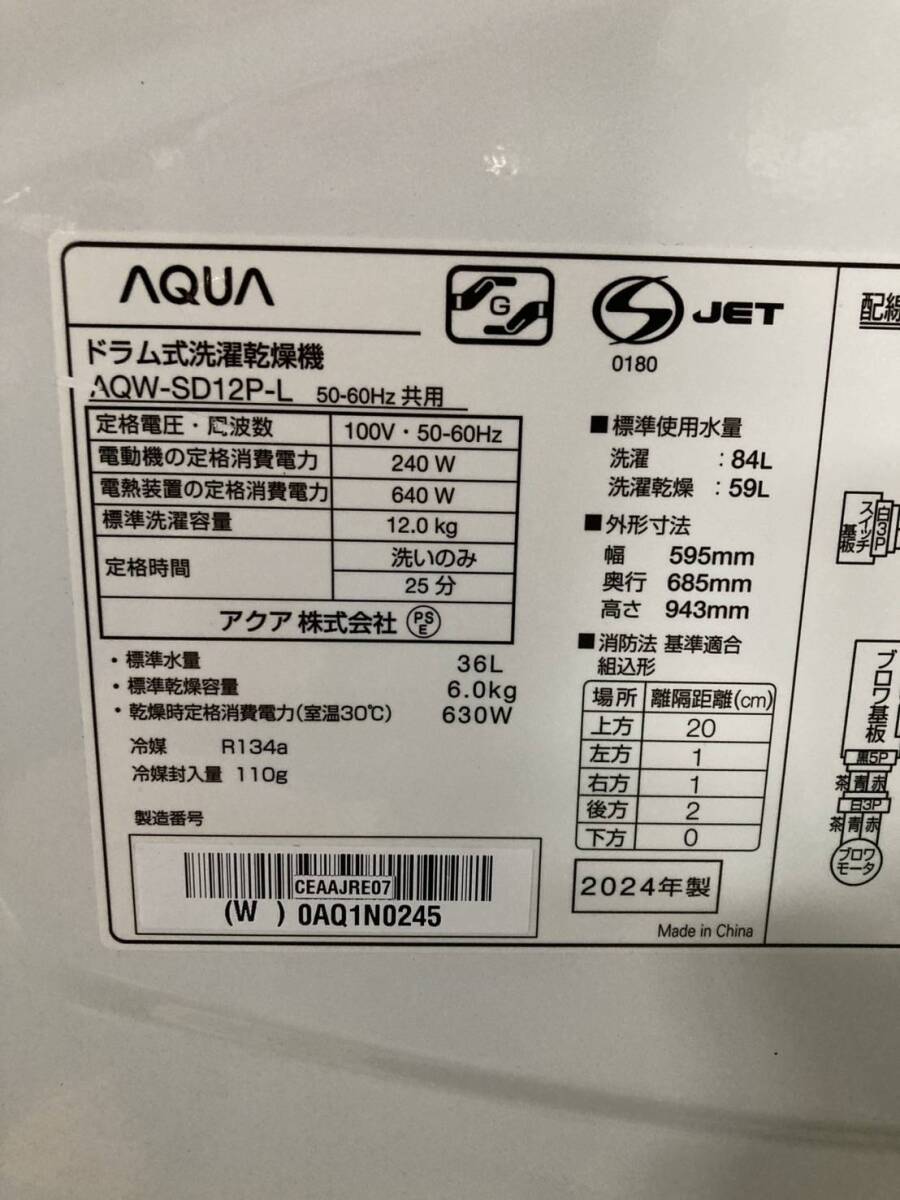 AQUA
G
JET
0180
ドラム式洗濯乾燥機
AQW-SD12P-L 50-60Hz 共用
定格電圧・周波数 100V・50-60Hz
電動機の定格消費電力 240 W
電熱装置の定格消費電力 640 W
標準洗濯容量 12.0 kg
定格時間 洗いのみ
25 分
アクア 株式会社 PSE
・標準水量 36L
・標準乾燥容量 6.0kg
・乾燥時定格消費電力(室温30℃) 630W
冷媒 R134a
冷媒封入量 110g
製造番号
CEAAJRE07
(W ) 0AQ1N0245
■標準使用水量
洗濯 :84L
洗濯乾燥 :59L
■外形寸法
幅 595mm
奥行 685mm
高さ 943mm
■消防法 基準適合
組込形
場所 離隔距離(cm)
上方 20
左方 1
右方 1
後方 2
下方 0
2024年製
Made in China
配線
スイッチ基板
白3P
ブロワ基板
黒5P
茶 青 赤
白3P
茶 青 赤
ブロワモータ